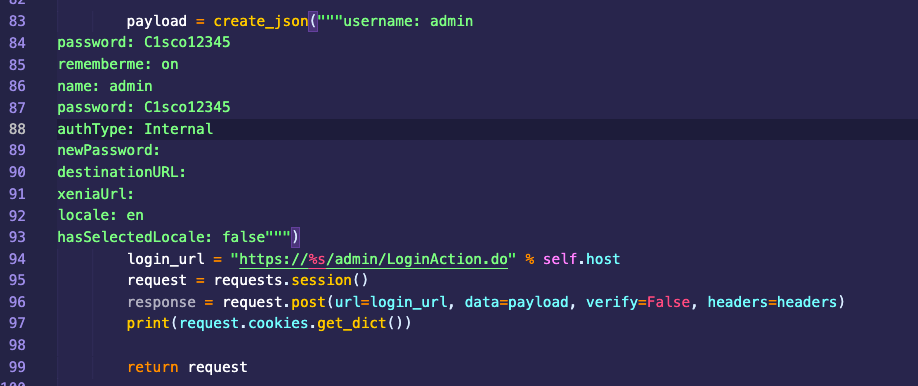 83 payload = create_json("""username: admin
84 password: C1sco12345
85 rememberme: on
86 name: admin
87 password: C1sco12345
88 authType: Internal
89 newPassword:
90 destinationURL:
91 xeniaUrl:
92 locale: en
93 hasSelectedLocale: false""")
94 login_url = "https://%s/admin/LoginAction.do" % self.host
95 request = requests.session()
96 response = request.post(url=login_url, data=payload, verify=False, headers=headers)
97 print(request.cookies.get_dict())
98
99 return request